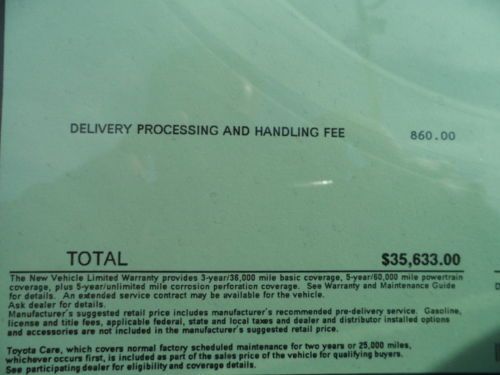 DELIVERY PROCESSING AND HANDLING FEE 860.00
TOTAL $35,633.00
The New Vehicle Limited Warranty provides 3-year/36,000 mile basic coverage, 5-year/60,000 mile powertrain
coverage, plus 5-year/unlimited mile corrosion perforation coverage. See Warranty and Maintenance Guide
for details. An extended service contract may be available for the vehicle.
Ask dealer for details.
Manufacturer's suggested retail price includes manufacturer's recommended pre-delivery service. Gasoline,
license and title fees, applicable federal, state and local taxes and dealer and distributor installed options
and accessories are not included in the manufacturer's suggested retail price.
Toyota Care, which covers normal factory scheduled maintenance for two years or 25,000 miles,
whichever occurs first, is included as part of the sales price of the vehicle for qualifying buyers.
See participating dealer for eligibility and coverage details.